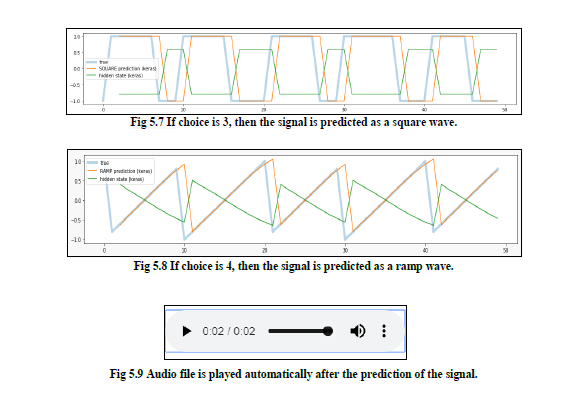 1.0
0.5
0.0
−0.5
−1.0
true
SQUARE prediction (keras)
hidden state (keras)
0 10 20 30 40 50
Fig 5.7 If choice is 3, then the signal is predicted as a square wave.
1.0
0.5
0.0
−0.5
−1.0
true
RAMP prediction (keras)
hidden state (keras)
0 10 20 30 40 50
Fig 5.8 If choice is 4, then the signal is predicted as a ramp wave.
0:02 / 0:02
Fig 5.9 Audio file is played automatically after the prediction of the signal.